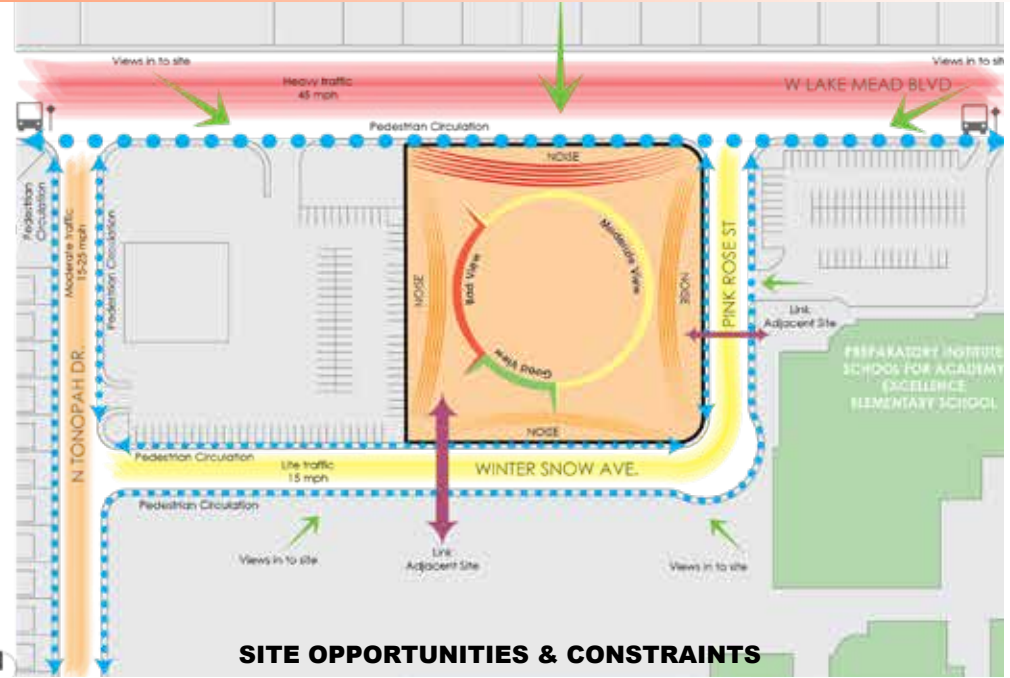 Views in to site
Views in to sit
Heavy traffic
45 mph
W LAKE MEAD BLVD
Pedestrian Circulation
NOISE
Pedestrian
Circulation
Moderate traffic
15-25 mph
Pedestrian Circulation
NOISE
Bad View
Moderate View
NOISE
PINK ROSE ST
Good View
Link
Adjacent Site
PREPARATORY INSTITUTE
SCHOOL FOR ACADEMY
EXCELLENCE
ELEMENTARY SCHOOL
N TONOPAH DR.
NOISE
Pedestrian Circulation
Lite traffic
15 mph
WINTER SNOW AVE.
Pedestrian Circulation
Views in to site
Link
Adjacent Site
Views in to site
SITE OPPORTUNITIES & CONSTRAINTS